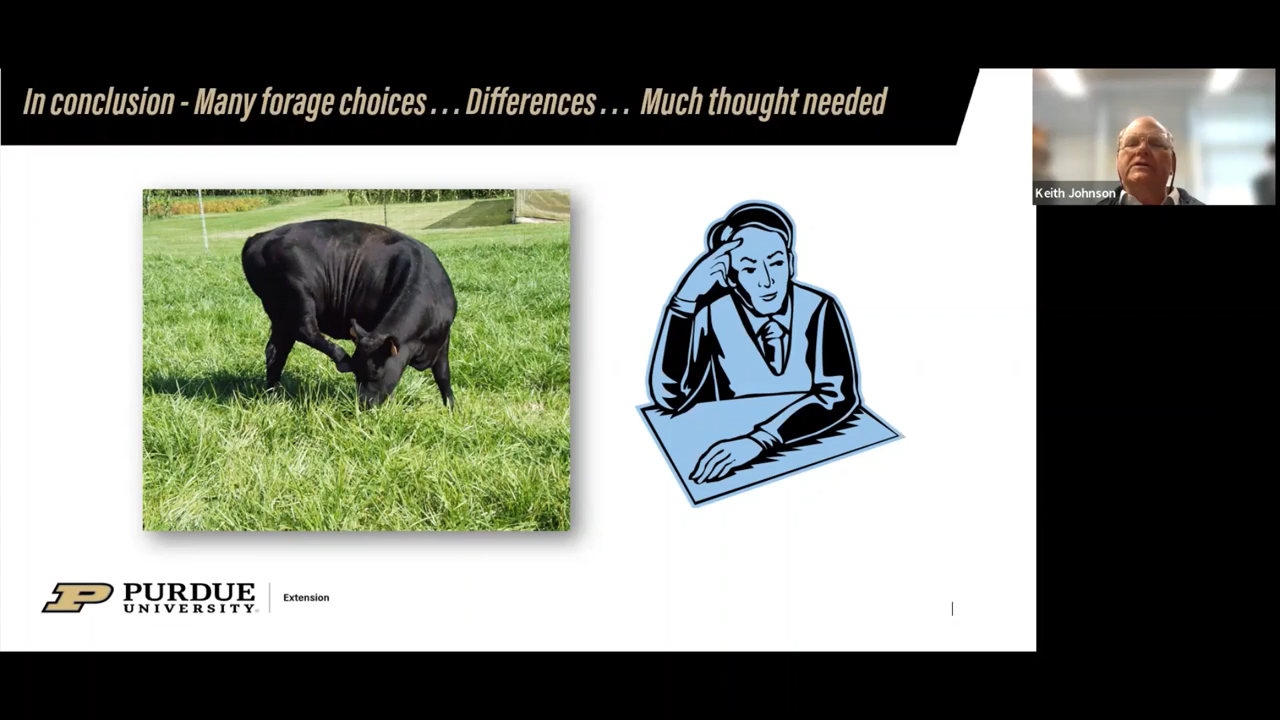 In conclusion - Many forage choices . . . Differences . . . Much thought needed
Keith Johnson
PURDUE
UNIVERSITY
Extension